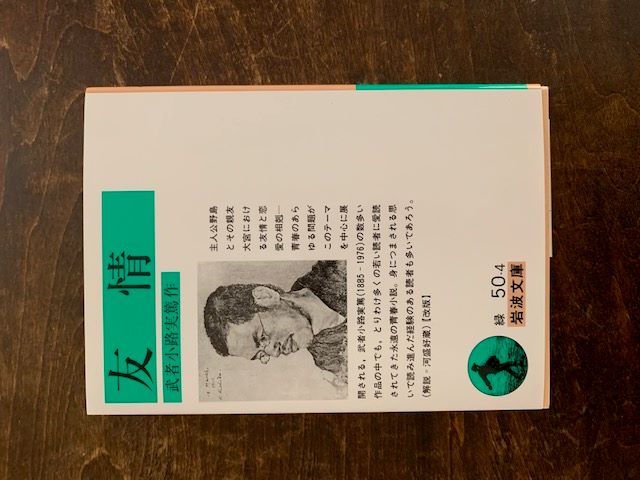 友情
武者小路実篤作
主人公野島
とその親友
大宮におけ
る友情と恋
愛の相剋―
青春のあら
ゆる問題が
このテーマ
を中心に展
開される。武者小路実篤(1885‐1976)の数多い
作品の中でも、とりわけ多くの若い読者に愛読
されてきた永遠の青春小説。身につまされる思
いで読み進んだ経験のある読者も多いであろう。
(解説‐河盛好蔵)【改版】
緑 50-4
岩波文庫